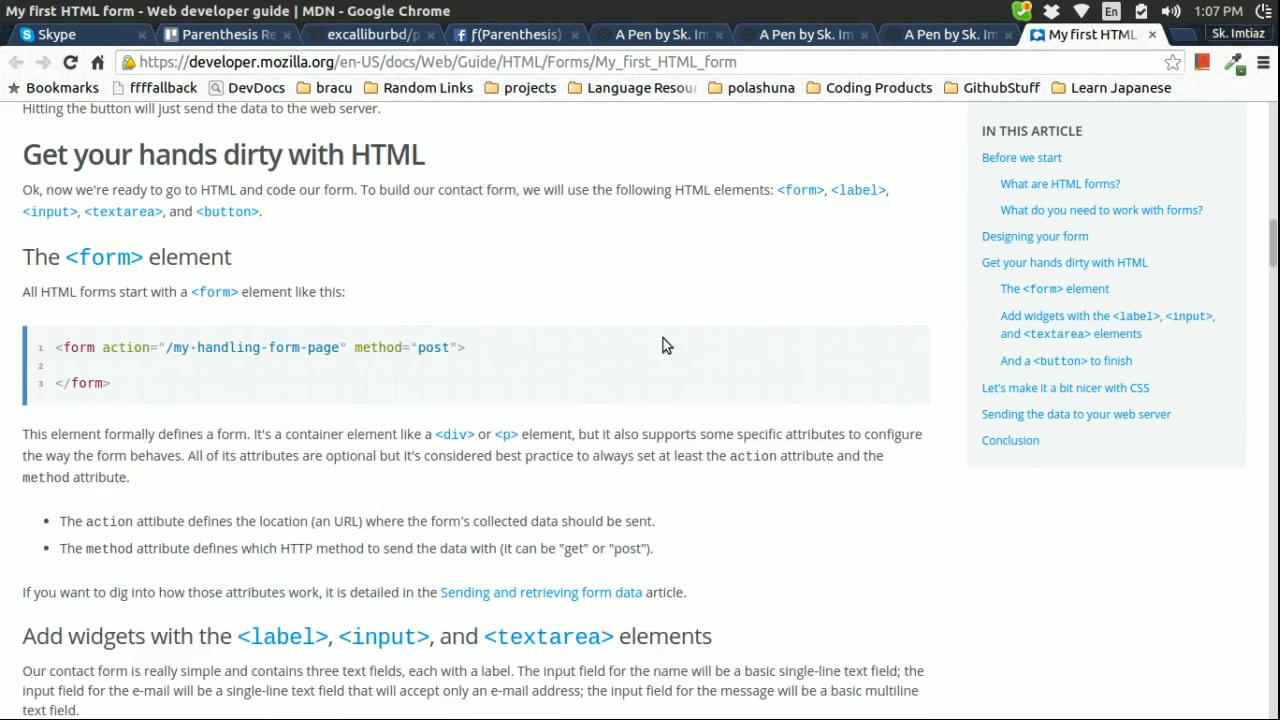 My first HTML form - Web developer guide | MDN - Google Chrome
En
1:07 PM
Skype
Parenthesis Re
excalliburbd/p
ƒ(Parenthesis)
A Pen by Sk. Im
A Pen by Sk. Im
A Pen by Sk. Im
My first HTML
Sk. Imtiaz
https://developer.mozilla.org/en-US/docs/Web/Guide/HTML/Forms/My_first_HTML_form
Bookmarks
ffffallback
DevDocs
bracu
Random Links
projects
Language Resou
polashuna
Coding Products
GithubStuff
Learn Japanese
Hitting the button will just send the data to the web server.
Get your hands dirty with HTML
Ok, now we're ready to go to HTML and code our form. To build our contact form, we will use the following HTML elements: <form>, <label>,
<input>, <textarea>, and <button>.
The <form> element
All HTML forms start with a <form> element like this:
1 <form action="/my-handling-form-page" method="post">
2
3 </form>
This element formally defines a form. It's a container element like a <div> or <p> element, but it also supports some specific attributes to configure
the way the form behaves. All of its attributes are optional but it's considered best practice to always set at least the action attribute and the
method attribute.
• The action attibute defines the location (an URL) where the form's collected data should be sent.
• The method attribute defines which HTTP method to send the data with (it can be "get" or "post").
If you want to dig into how those attributes work, it is detailed in the Sending and retrieving form data article.
Add widgets with the <label>, <input>, and <textarea> elements
Our contact form is really simple and contains three text fields, each with a label. The input field for the name will be a basic single-line text field; the
input field for the e-mail will be a single-line text field that will accept only an e-mail address; the input field for the message will be a basic multiline
text field.
IN THIS ARTICLE
Before we start
What are HTML forms?
What do you need to work with forms?
Designing your form
Get your hands dirty with HTML
The <form> element
Add widgets with the <label>, <input>,
and <textarea> elements
And a <button> to finish
Let's make it a bit nicer with CSS
Sending the data to your web server
Conclusion